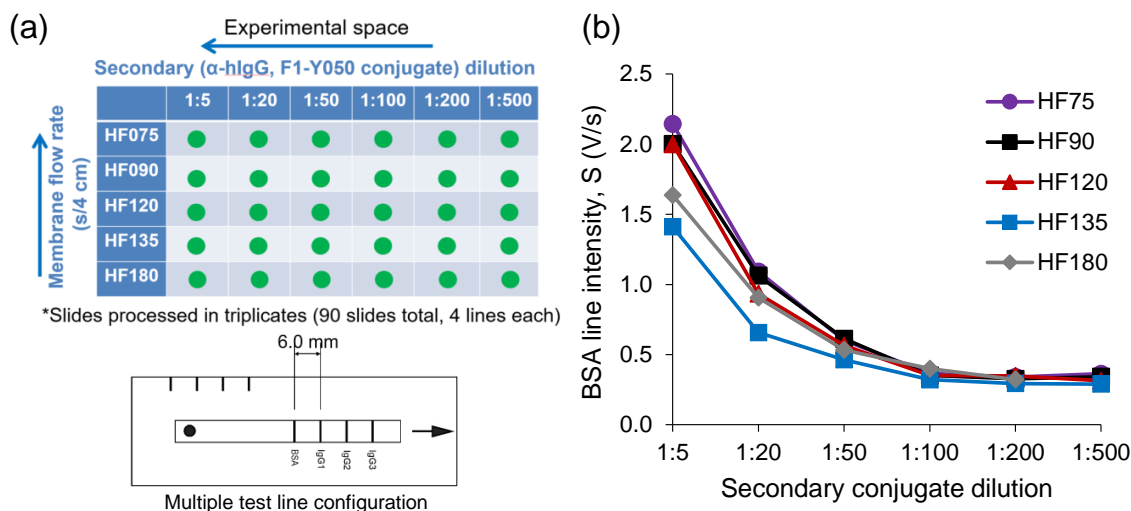 (a)
Experimental space
Secondary (α-hIgG, F1-Y050 conjugate) dilution
1:5 1:20 1:50 1:100 1:200 1:500
Membrane flow rate
(s/4 cm)
HF075
HF090
HF120
HF135
HF180
*Slides processed in triplicates (90 slides total, 4 lines each)
6.0 mm
BSA
IgG1
IgG2
IgG3
Multiple test line configuration
(b)
BSA line intensity, S (V/s)
2.5
2.0
1.5
1.0
0.5
0.0
1:5 1:20 1:50 1:100 1:200 1:500
Secondary conjugate dilution
HF75
HF90
HF120
HF135
HF180